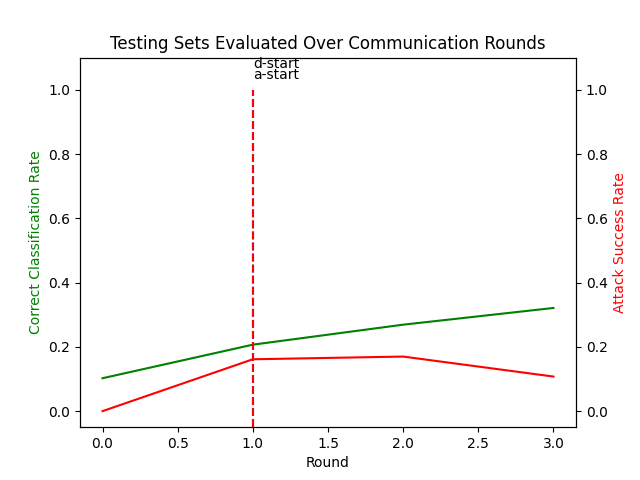 Testing Sets Evaluated Over Communication Rounds
d-start
a-start
1.0
0.8
0.6
0.4
0.2
0.0
Correct Classification Rate
1.0
0.8
0.6
0.4
0.2
0.0
Attack Success Rate
0.0 0.5 1.0 1.5 2.0 2.5 3.0
Round